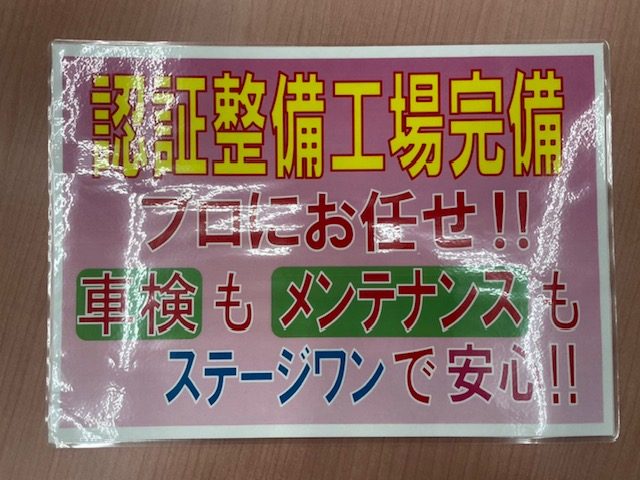 認証整備工場完備
プロにお任せ!!
車検もメンテナンスも
ステージワンで安心!!